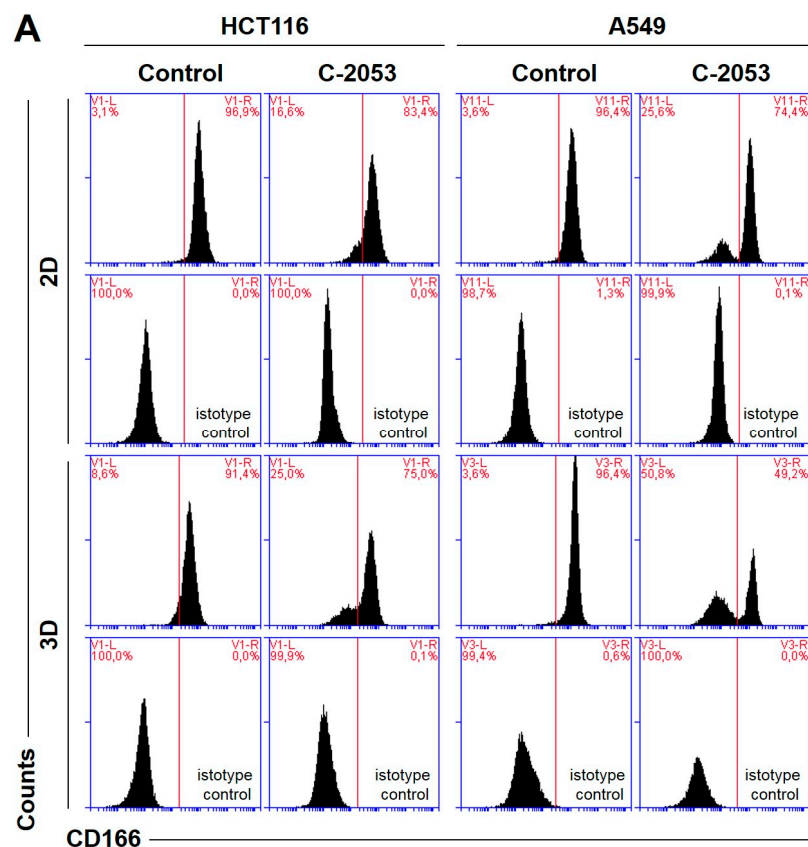 A
HCT116 A549
Control C-2053 Control C-2053
2D
V1-L V1-R V1-L V1-R V11-L V11-R V11-L V11-R
3,1% 96,9% 16,6% 83,4% 3,6% 96,4% 25,6% 74,4%
V1-L V1-R V1-L V1-R V11-L V11-R V11-L V11-R
100,0% 0,0% 100,0% 0,0% 98,7% 1,3% 99,9% 0,1%
istotype istotype istotype istotype
control control control control
3D
V1-L V1-R V1-L V1-R V3-L V3-R V3-L V3-R
8,6% 91,4% 25,0% 75,0% 3,6% 96,4% 50,8% 49,2%
V1-L V1-R V1-L V1-R V3-L V3-R V3-L V3-R
100,0% 0,0% 99,9% 0,1% 99,4% 0,6% 100,0% 0,0%
istotype istotype istotype istotype
control control control control
Counts
CD166